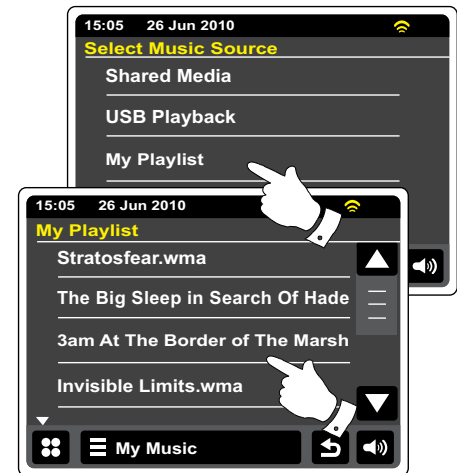 15:05 26 Jun 2010
Select Music Source
Shared Media
USB Playback
My Playlist
15:05 26 Jun 2010
My Playlist
Stratosfear.wma
The Big Sleep in Search Of Hade
3am At The Border of The Marsh
Invisible Limits.wma
My Music